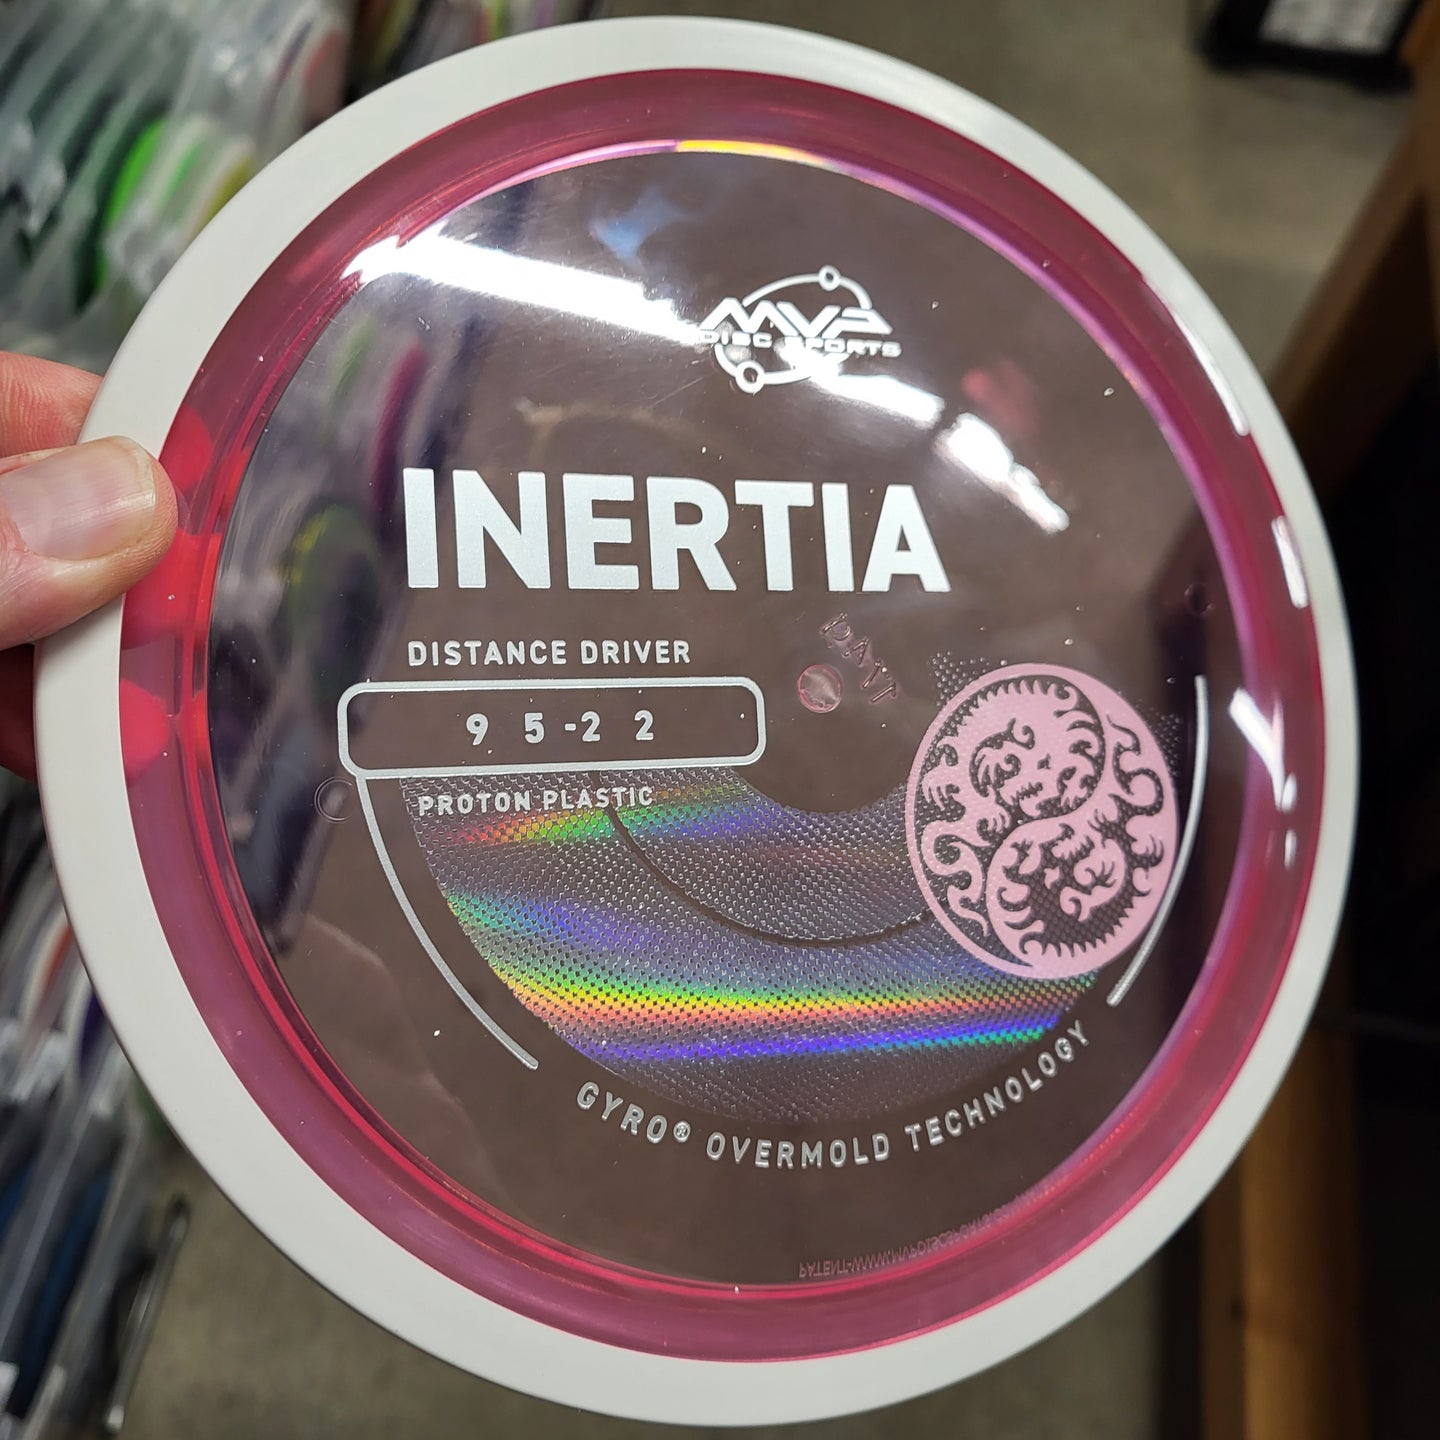 MVP
DISC SPORTS
INERTIA
DISTANCE DRIVER
9 5 -2 2
PROTON PLASTIC
GYRO® OVERMOLD TECHNOLOGY